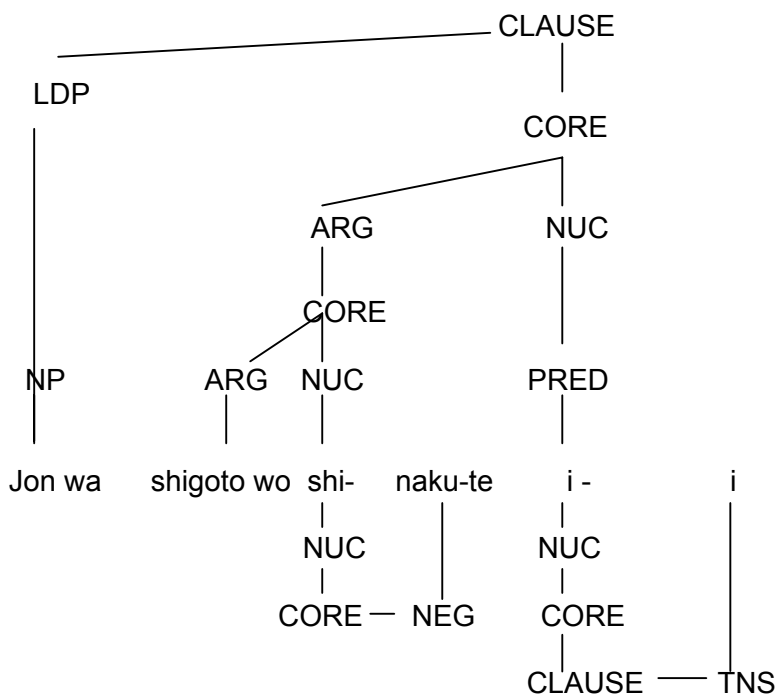 CLAUSE
LDP
CORE
ARG NUC
CORE
NP ARG NUC PRED
Jon wa shigoto wo shi- naku-te i - i
NUC NUC
CORE NEG CORE
CLAUSE TNS